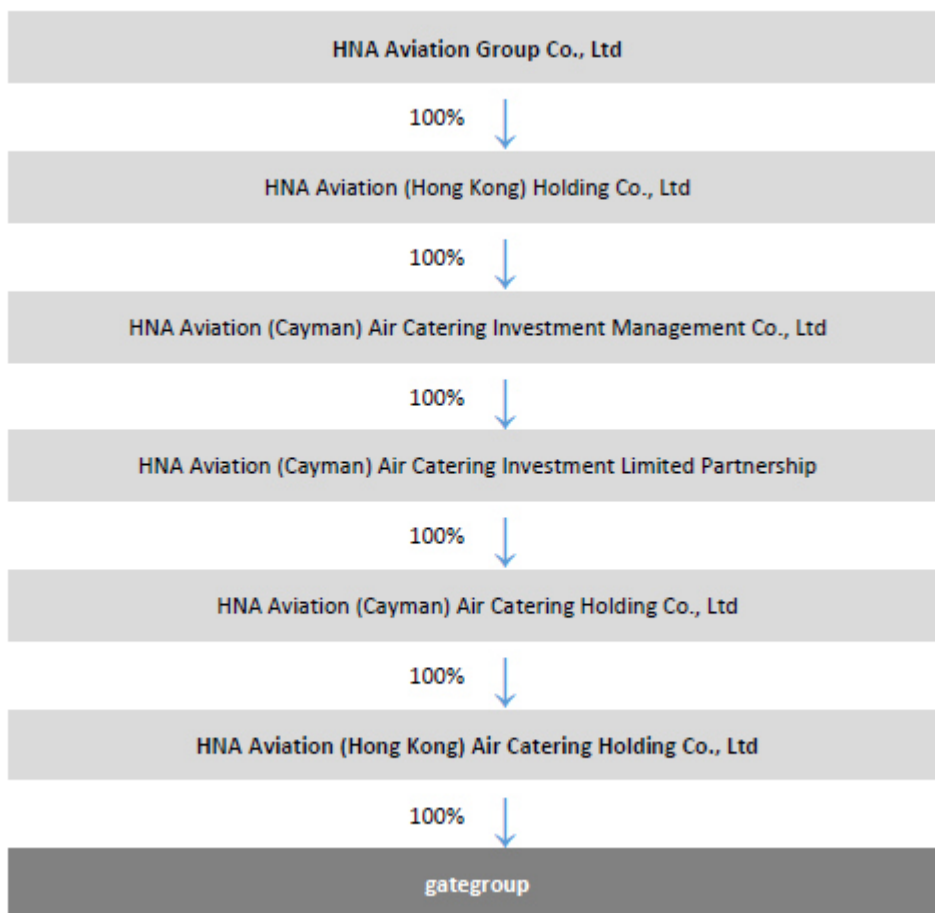 HNA Aviation Group Co., Ltd
100%
HNA Aviation (Hong Kong) Holding Co., Ltd
100%
HNA Aviation (Cayman) Air Catering Investment Management Co., Ltd
100%
HNA Aviation (Cayman) Air Catering Investment Limited Partnership
100%
HNA Aviation (Cayman) Air Catering Holding Co., Ltd
100%
HNA Aviation (Hong Kong) Air Catering Holding Co., Ltd
100%
gategroup